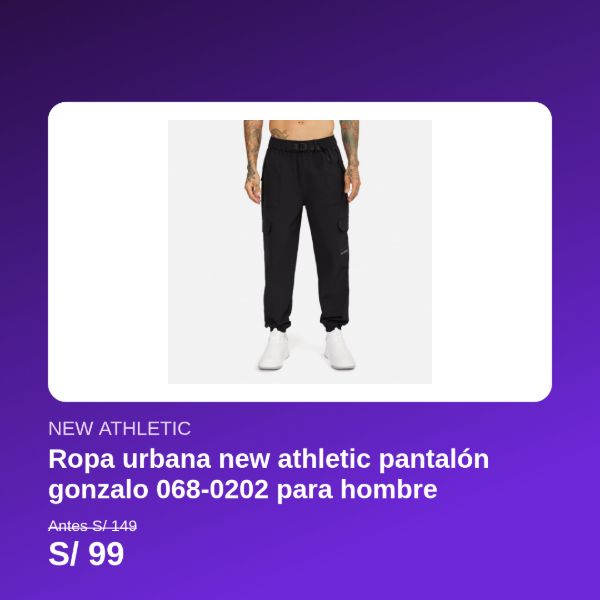 NEW ATHLETIC
Ropa urbana new athletic pantalón
gonzalo 068-0202 para hombre
Antes S/ 149
S/ 99